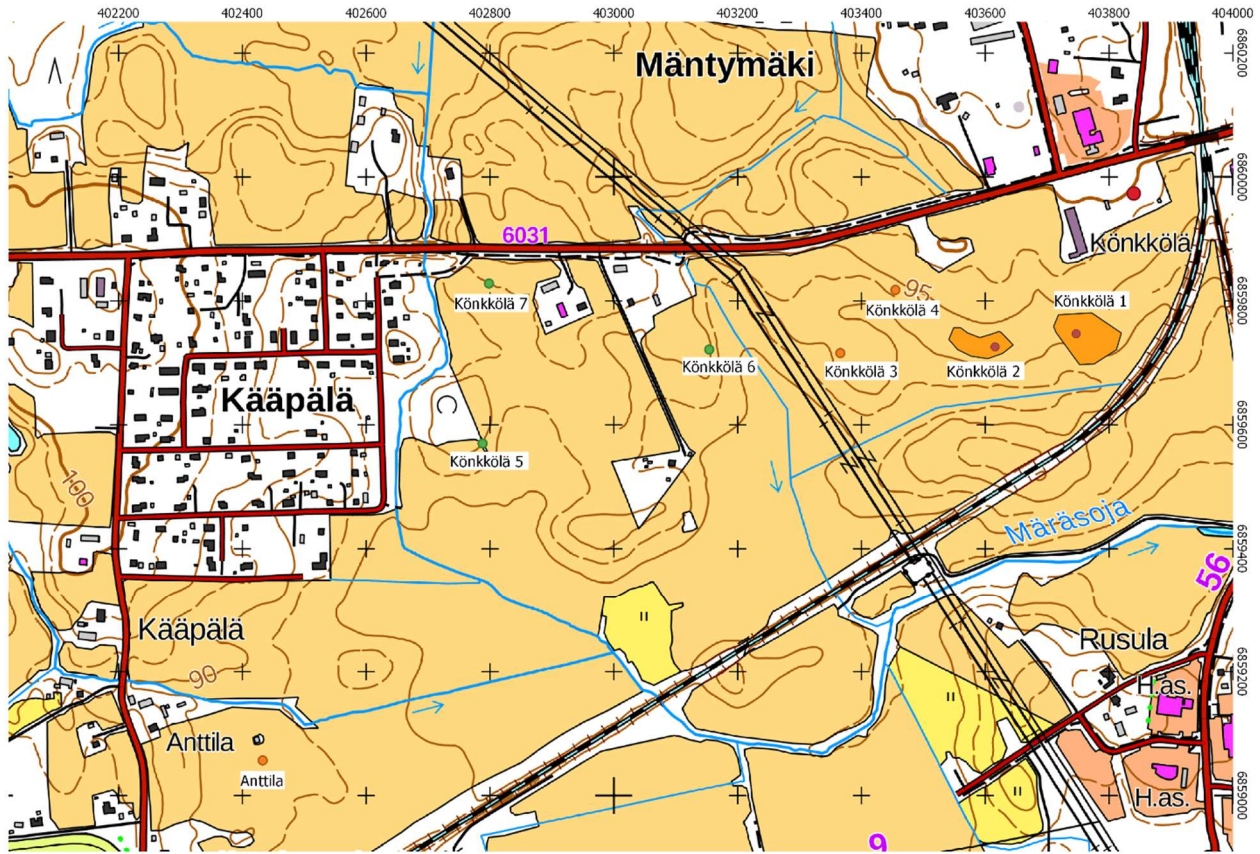 402200 402400 402600 402800 403000 403200 403400 403600 403800 404000
6860200
Mäntymäki
6860000
6031
Könkkölä
95
Könkkölä 7
Könkkölä 4
Könkkölä 1
6859800
Könkkölä 6
Könkkölä 3
Könkkölä 2
Kääpälä
6859600
Könkkölä 5
100
Märäsoja
6859400
56
Kääpälä
Rusula
90
H.as.
6859200
Anttila
Anttila
H.as.
6859000
9